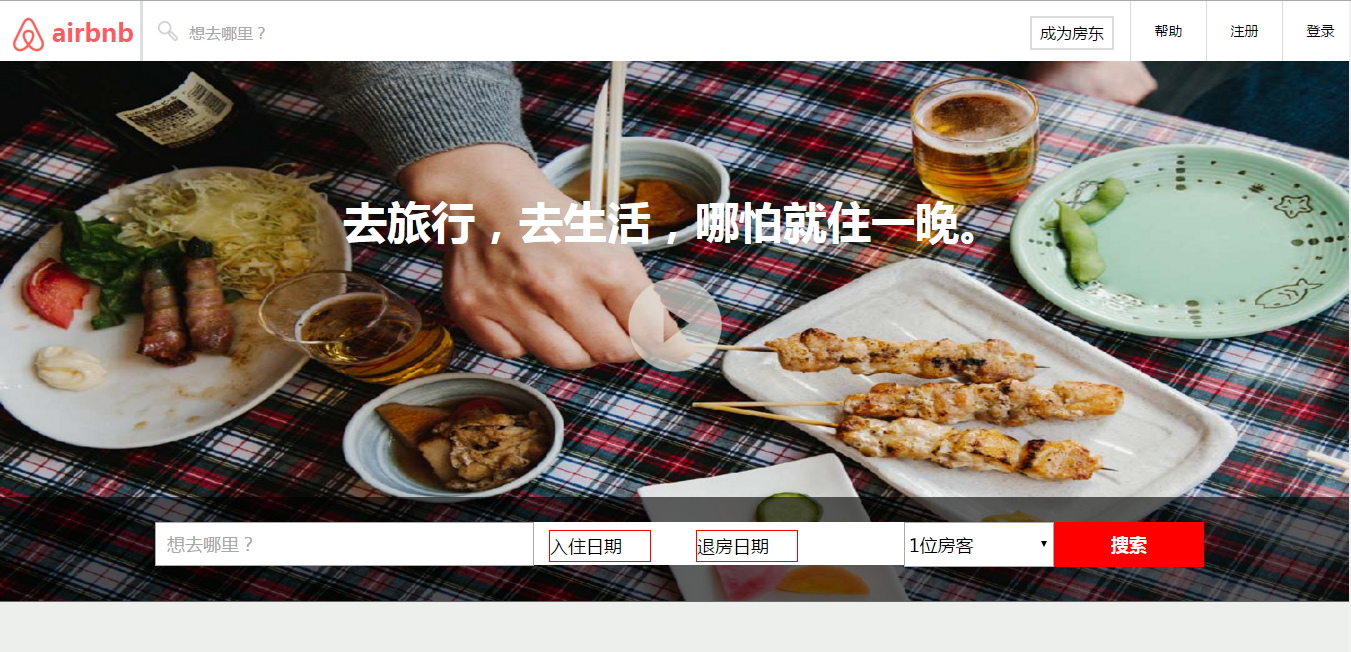 airbnb
想去哪里？
成为房东
帮助
注册
登录
去旅行，去生活，哪怕就住一晚。
想去哪里？
入住日期
退房日期
1位房客
搜索